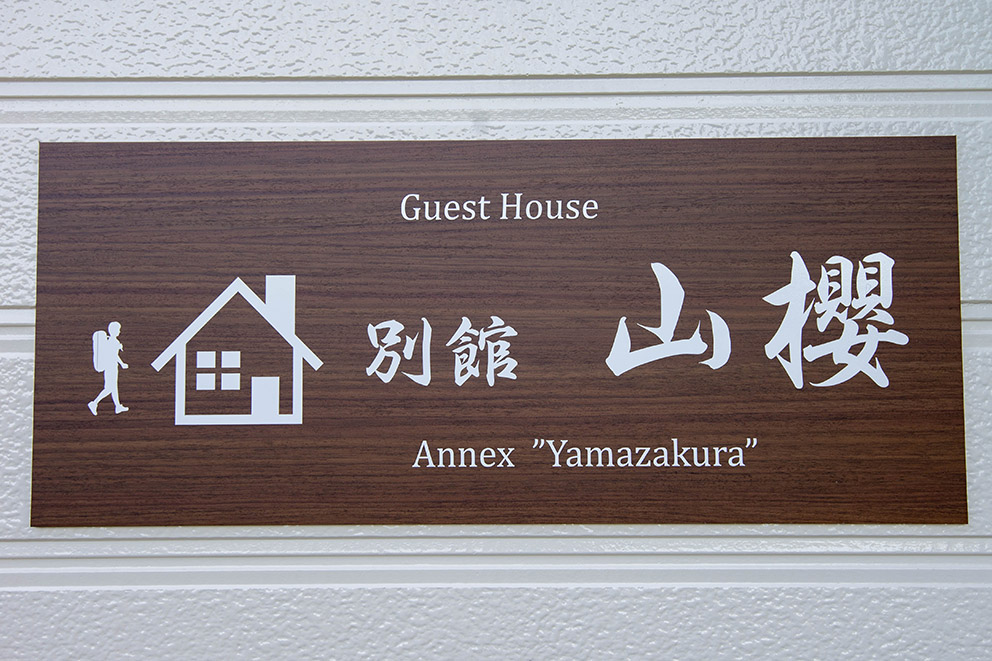 Guest House
別館 山櫻
Annex ”Yamazakura”